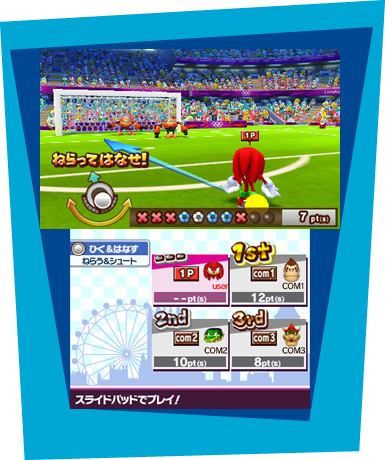 1P
ねらってはなせ!
7pt(s)
ひく&はなす
ねらう&シュート
1P
user
--pt(s)
1st
com1
COM1
12pt(s)
2nd
com2
COM2
10pt(s)
3rd
com3
COM3
8pt(s)
スライドパッドでプレイ!